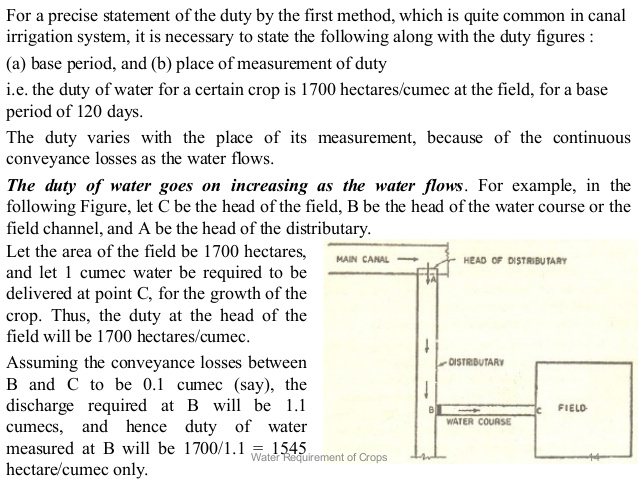 For a precise statement of the duty by the first method, which is quite common in canal
irrigation system, it is necessary to state the following along with the duty figures :
(a) base period, and (b) place of measurement of duty
i.e. the duty of water for a certain crop is 1700 hectares/cumec at the field, for a base
period of 120 days.
The duty varies with the place of its measurement, because of the continuous
conveyance losses as the water flows.
The duty of water goes on increasing as the water flows. For example, in the
following Figure, let C be the head of the field, B be the head of the water course or the
field channel, and A be the head of the distributary.
Let the area of the field be 1700 hectares,
and let 1 cumec water be required to be
delivered at point C, for the growth of the
crop. Thus, the duty at the head of the
field will be 1700 hectares/cumec.
Assuming the conveyance losses between
B and C to be 0.1 cumec (say), the
discharge required at B will be 1.1
cumecs, and hence duty of water
measured at B will be 1700/1.1 = 1545
hectare/cumec only.
MAIN CANAL
HEAD OF DISTRIBUTARY
A
DISTRIBUTARY
B
C
FIELD
WATER COURSE
Water Requirement of Crops
14